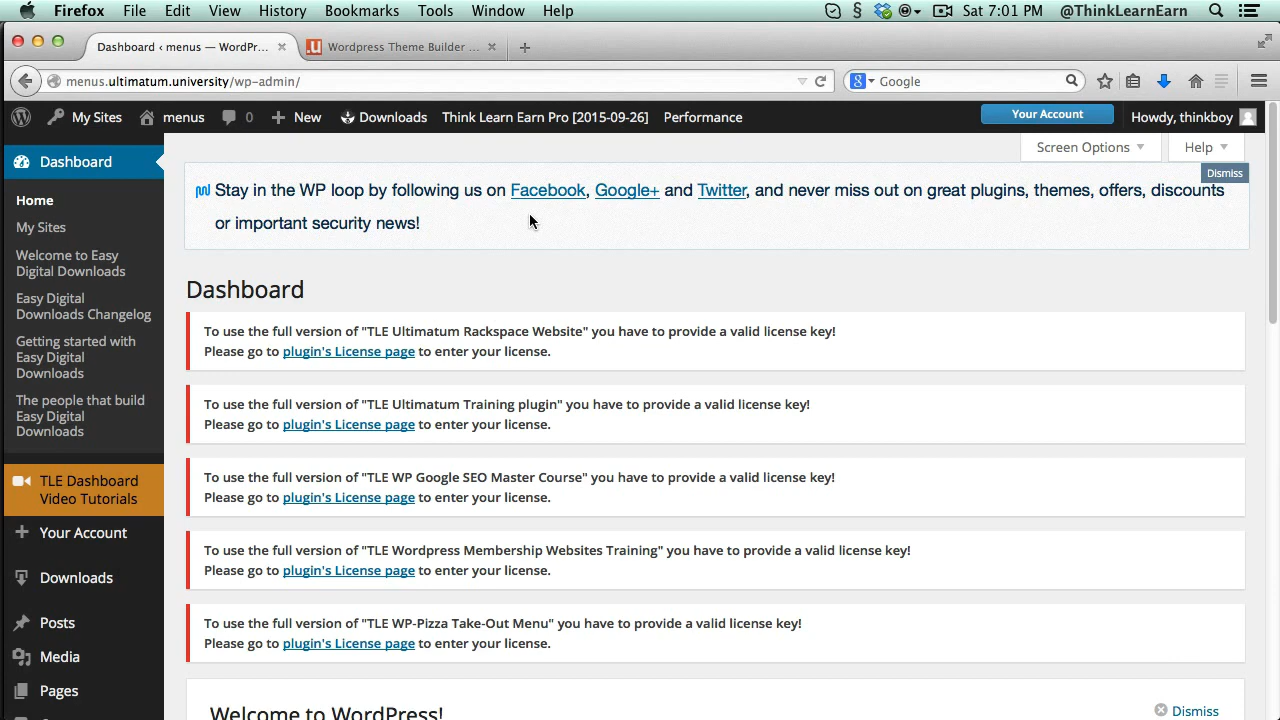 Firefox File Edit View History Bookmarks Tools Window Help Sat 7:01 PM @ThinkLearnEarn
Dashboard ‹ menus — WordPr... Wordpress Theme Builder ...
menus.ultimatum.university/wp-admin/ Google
My Sites menus 0 New Downloads Think Learn Earn Pro [2015-09-26] Performance Your Account Howdy, thinkboy
Screen Options Help
Dismiss
Stay in the WP loop by following us on Facebook, Google+ and Twitter, and never miss out on great plugins, themes, offers, discounts
or important security news!
Dashboard
Home
My Sites
Welcome to Easy
Digital Downloads
Easy Digital
Downloads Changelog
Getting started with
Easy Digital
Downloads
The people that build
Easy Digital
Downloads
TLE Dashboard
Video Tutorials
Your Account
Downloads
Posts
Media
Pages
Dashboard
To use the full version of "TLE Ultimatum Rackspace Website" you have to provide a valid license key!
Please go to plugin's License page to enter your license.
To use the full version of "TLE Ultimatum Training plugin" you have to provide a valid license key!
Please go to plugin's License page to enter your license.
To use the full version of "TLE WP Google SEO Master Course" you have to provide a valid license key!
Please go to plugin's License page to enter your license.
To use the full version of "TLE Wordpress Membership Websites Training" you have to provide a valid license key!
Please go to plugin's License page to enter your license.
To use the full version of "TLE WP-Pizza Take-Out Menu" you have to provide a valid license key!
Please go to plugin's License page to enter your license.
Welcome to WordPress!
Dismiss